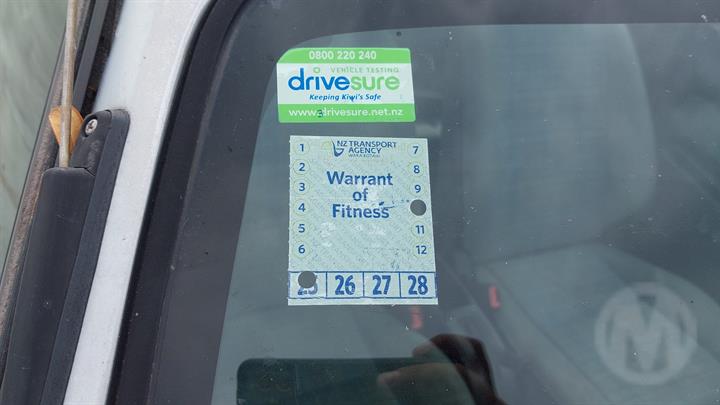 0800 220 240
VEHICLE TESTING
drivesure
Keeping Kiwi's Safe
www.drivesure.net.nz
NZ TRANSPORT
AGENCY
WAKA KOTAHI
Warrant
of
Fitness
1 7
2 8
3 9
4
5 11
6 12
26 27 28
M